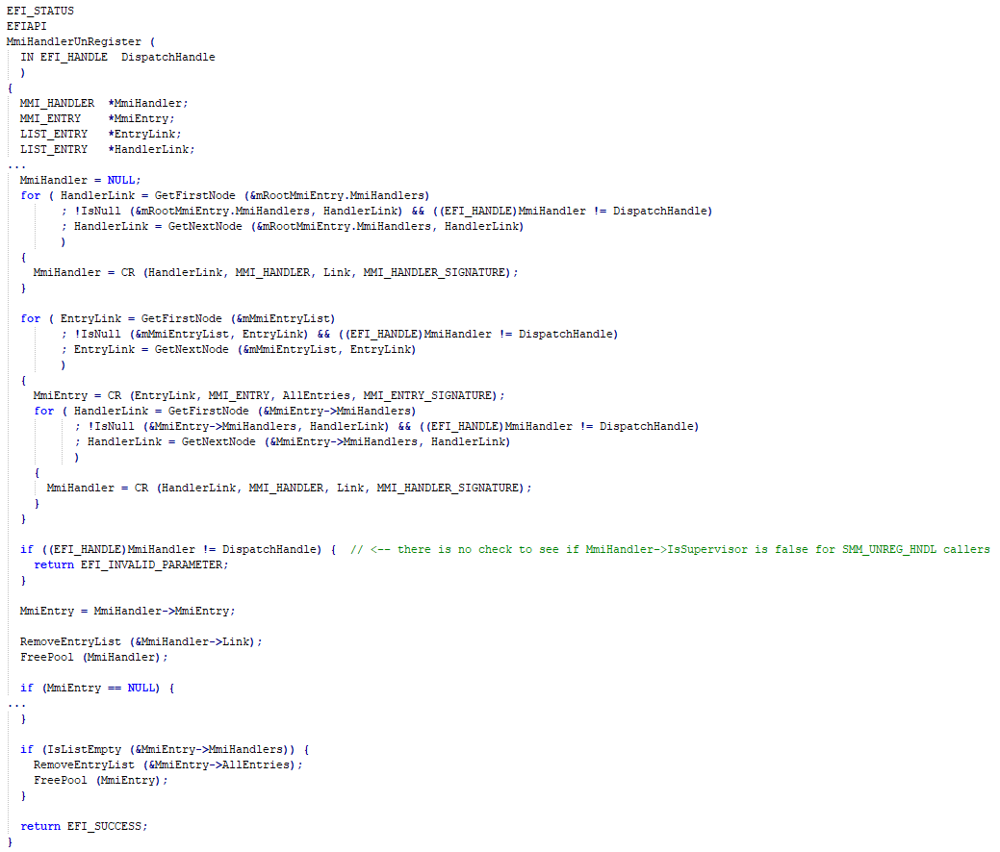 EFI_STATUS
EFIAPI
MmiHandlerUnRegister (
  IN EFI_HANDLE  DispatchHandle
  )
{
  MMI_HANDLER  *MmiHandler;
  MMI_ENTRY    *MmiEntry;
  LIST_ENTRY   *EntryLink;
  LIST_ENTRY   *HandlerLink;
...
  MmiHandler = NULL;
  for ( HandlerLink = GetFirstNode (&mRootMmiEntry.MmiHandlers)
        ; !IsNull (&mRootMmiEntry.MmiHandlers, HandlerLink) && ((EFI_HANDLE)MmiHandler != DispatchHandle)
        ; HandlerLink = GetNextNode (&mRootMmiEntry.MmiHandlers, HandlerLink)
        )
  {
    MmiHandler = CR (HandlerLink, MMI_HANDLER, Link, MMI_HANDLER_SIGNATURE);
  }

  for ( EntryLink = GetFirstNode (&mMmiEntryList)
        ; !IsNull (&mMmiEntryList, EntryLink) && ((EFI_HANDLE)MmiHandler != DispatchHandle)
        ; EntryLink = GetNextNode (&mMmiEntryList, EntryLink)
        )
  {
    MmiEntry = CR (EntryLink, MMI_ENTRY, AllEntries, MMI_ENTRY_SIGNATURE);
    for ( HandlerLink = GetFirstNode (&MmiEntry->MmiHandlers)
          ; !IsNull (&MmiEntry->MmiHandlers, HandlerLink) && ((EFI_HANDLE)MmiHandler != DispatchHandle)
          ; HandlerLink = GetNextNode (&MmiEntry->MmiHandlers, HandlerLink)
          )
    {
      MmiHandler = CR (HandlerLink, MMI_HANDLER, Link, MMI_HANDLER_SIGNATURE);
    }
  }

  if ((EFI_HANDLE)MmiHandler != DispatchHandle) {  // <-- there is no check to see if MmiHandler->IsSupervisor is false for SMM_UNREG_HNDL callers
    return EFI_INVALID_PARAMETER;
  }

  MmiEntry = MmiHandler->MmiEntry;

  RemoveEntryList (&MmiHandler->Link);
  FreePool (MmiHandler);

  if (MmiEntry == NULL) {
...
  }

  if (IsListEmpty (&MmiEntry->MmiHandlers)) {
    RemoveEntryList (&MmiEntry->AllEntries);
    FreePool (MmiEntry);
  }

  return EFI_SUCCESS;
}